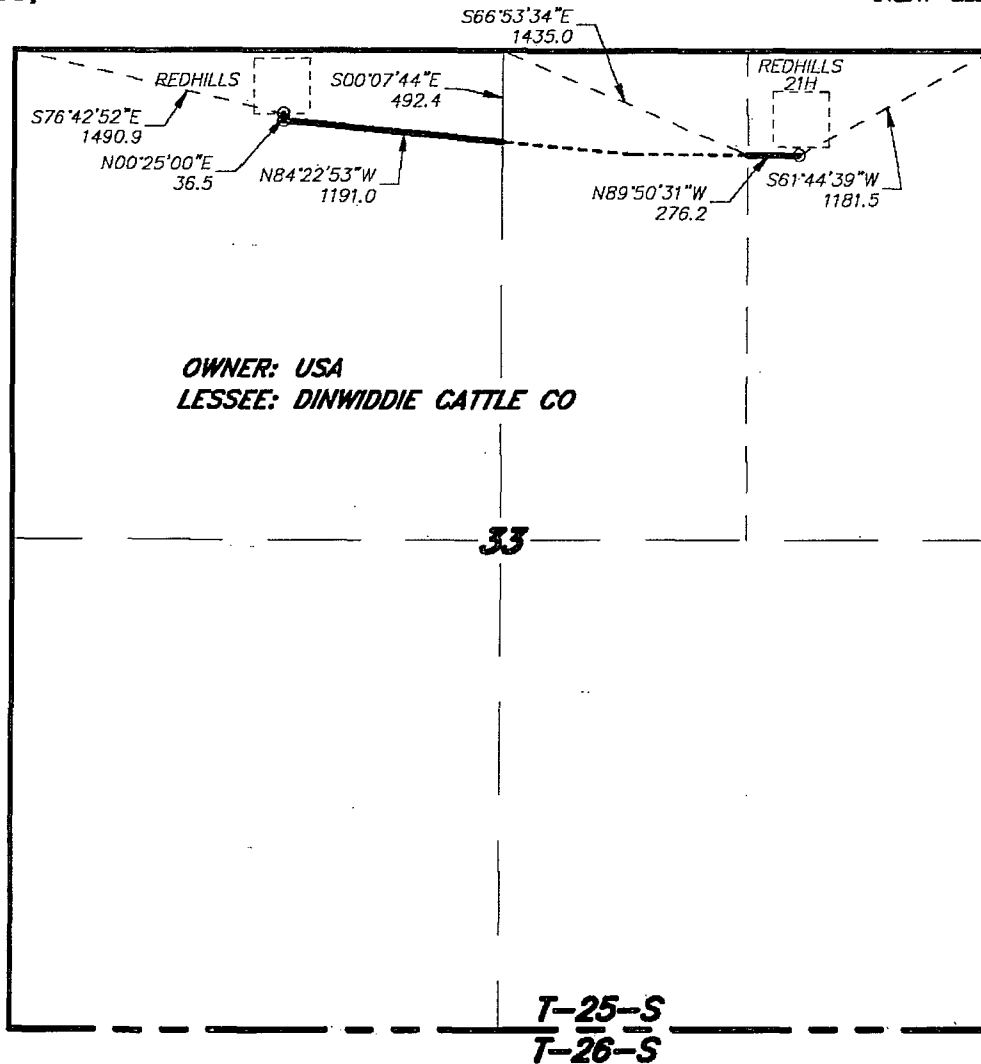 S66°53'34"E
1435.0
REDHILLS
S00°07'44"E
492.4
REDHILLS
21H
S76°42'52"E
1490.9
N00°25'00"E
36.5
N84°22'53"W
1191.0
N89°50'31"W
276.2
S61°44'39"W
1181.5
OWNER: USA
LESSEE: DINWIDDIE CATTLE CO
33
T-25-S
T-26-S